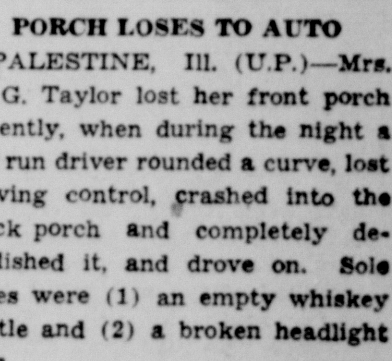 PORCH LOSES TO AUTO
PALESTINE, Ill. (U.P.)—Mrs.
G. Taylor lost her front porch
ently, when during the night a
run driver rounded a curve, lost
ving control, crashed into the
ck porch and completely de-
lished it, and drove on. Sole
es were (1) an empty whiskey
tle and (2) a broken headlight